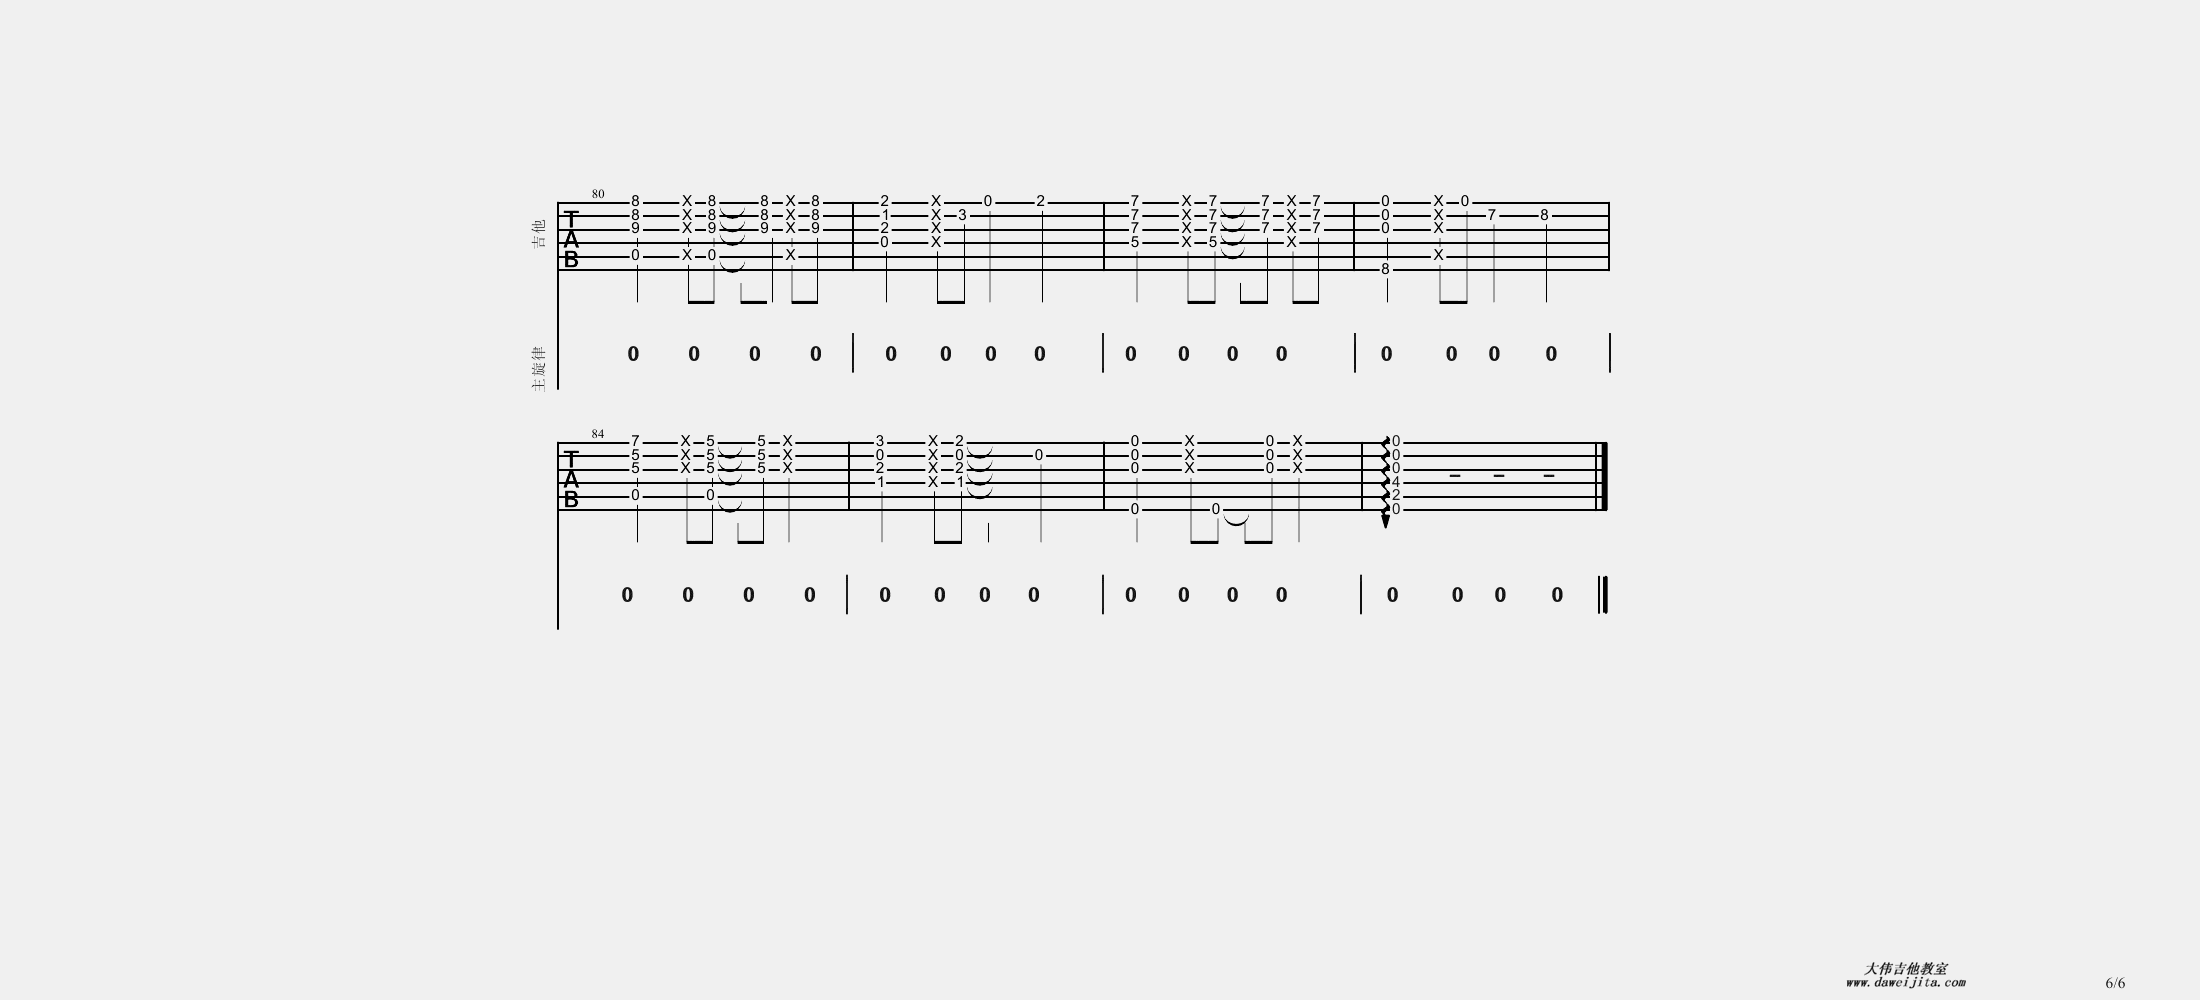 80
吉他
T 8 X 8 8 X 8 2 X 0 2 7 X 7 7 X 7 0 X 0
8 X 8 8 X 8 1 X 3 7 X 7 7 X 7 0 X 7 8
A 9 X 9 9 X 9 2 X 7 X 7 7 X 7 0 X
0 X 5 X 5 X
B 0 X 0 X X
8
主旋律
0 0 0 0 0 0 0 0 0 0 0 0 0 0 0 0
84
T 7 X 5 5 X 3 X 2 0 X 0 X 0
5 X 5 5 X 0 X 0 0 0 X 0 X 0
A 5 X 5 5 X 2 X 2 0 X 0 X 0 – – –
1 X 1 4
B 0 0 2
0 0 0
0 0 0 0 0 0 0 0 0 0 0 0 0 0 0 0
大伟吉他教室
www.daweijita.com
6/6